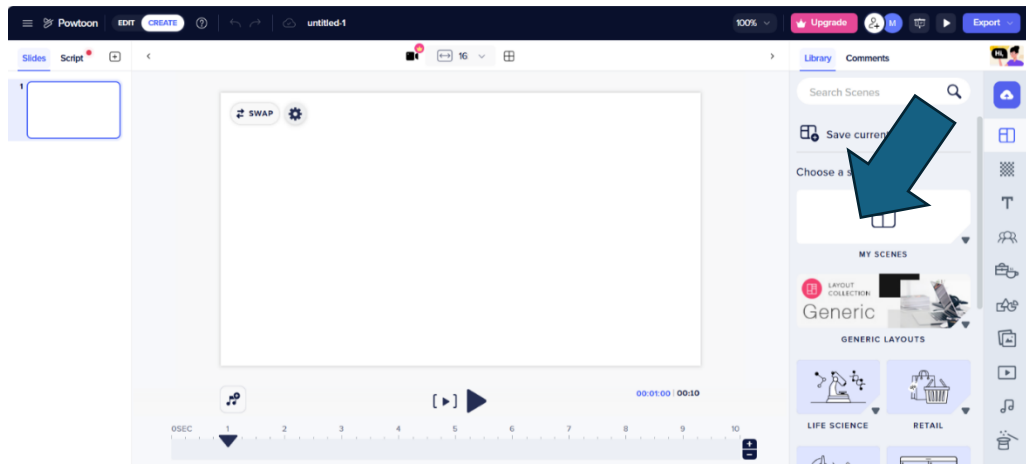 Powtoon EDIT CREATE ? untitled-1 100% Upgrade M Export
Slides Script 16 Library Comments HI,
1
SWAP
Search Scenes
Save curren
Choose a s
MY SCENES
LAYOUT
COLLECTION
Generic
GENERIC LAYOUTS
LIFE SCIENCE RETAIL
00:01:00 00:10
0SEC 1 2 3 4 5 6 7 8 9 10